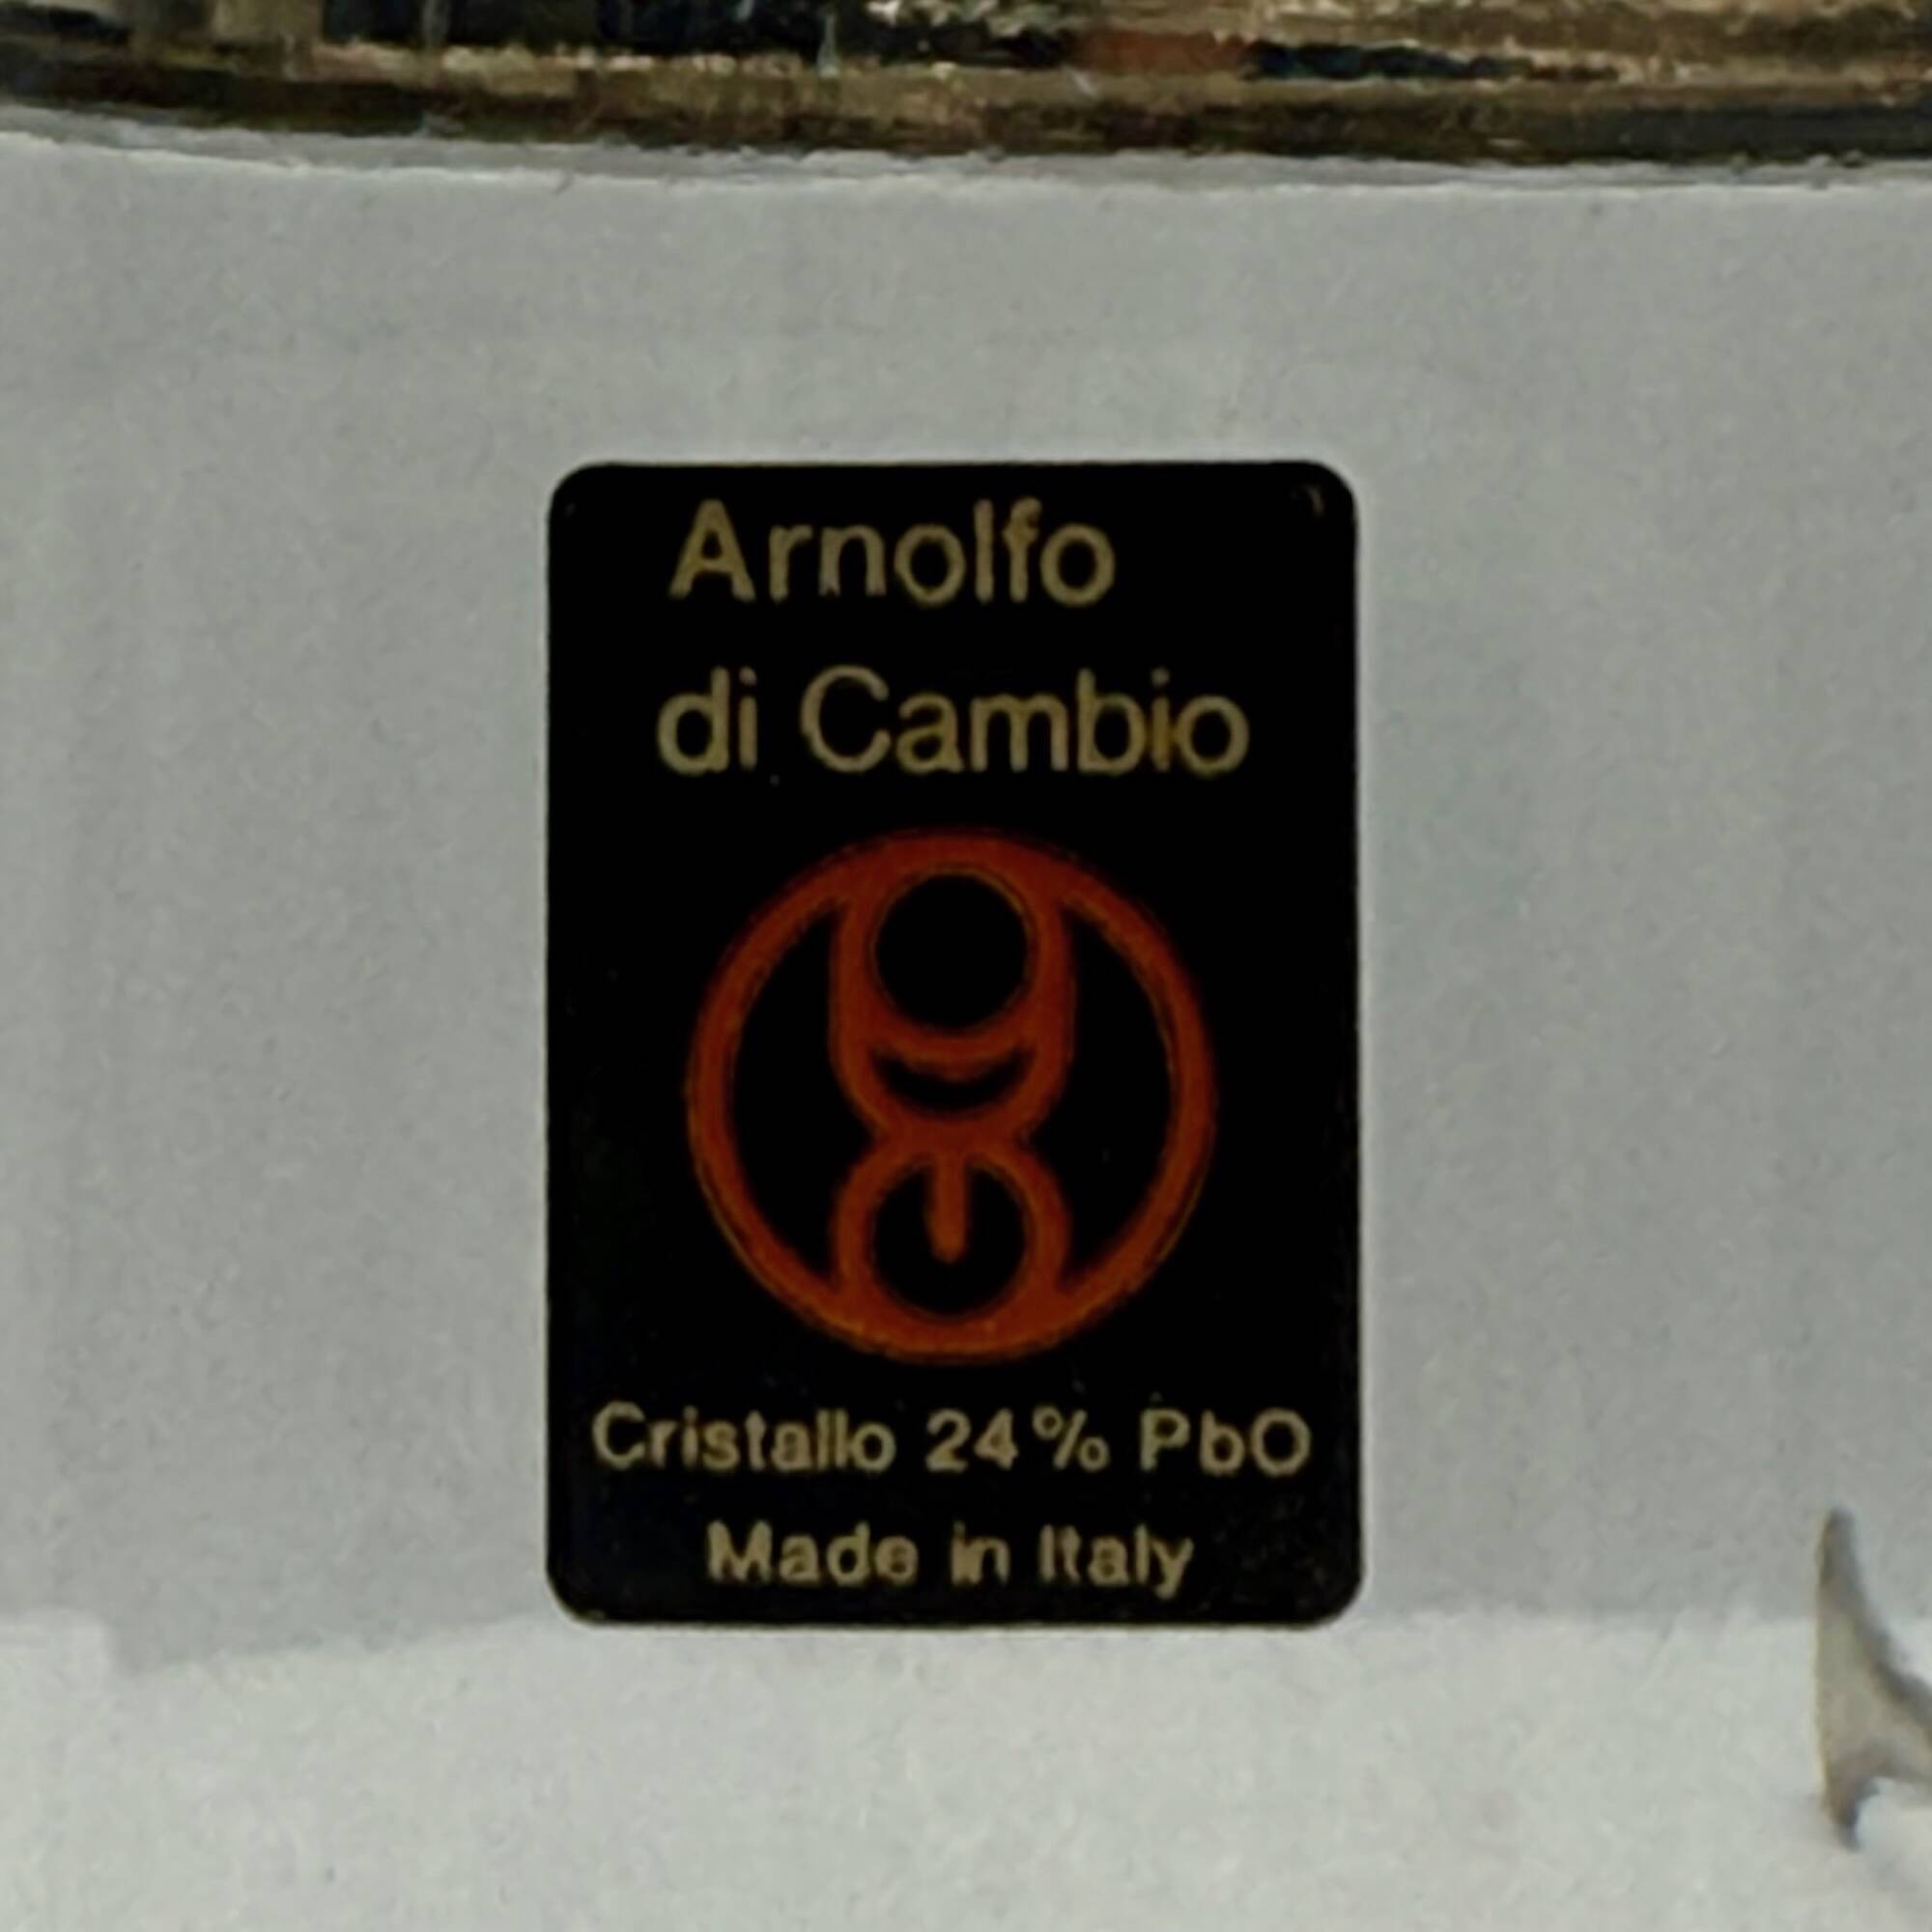 Arnolfo
di Cambio
Cristallo 24% PbO
Made in Italy